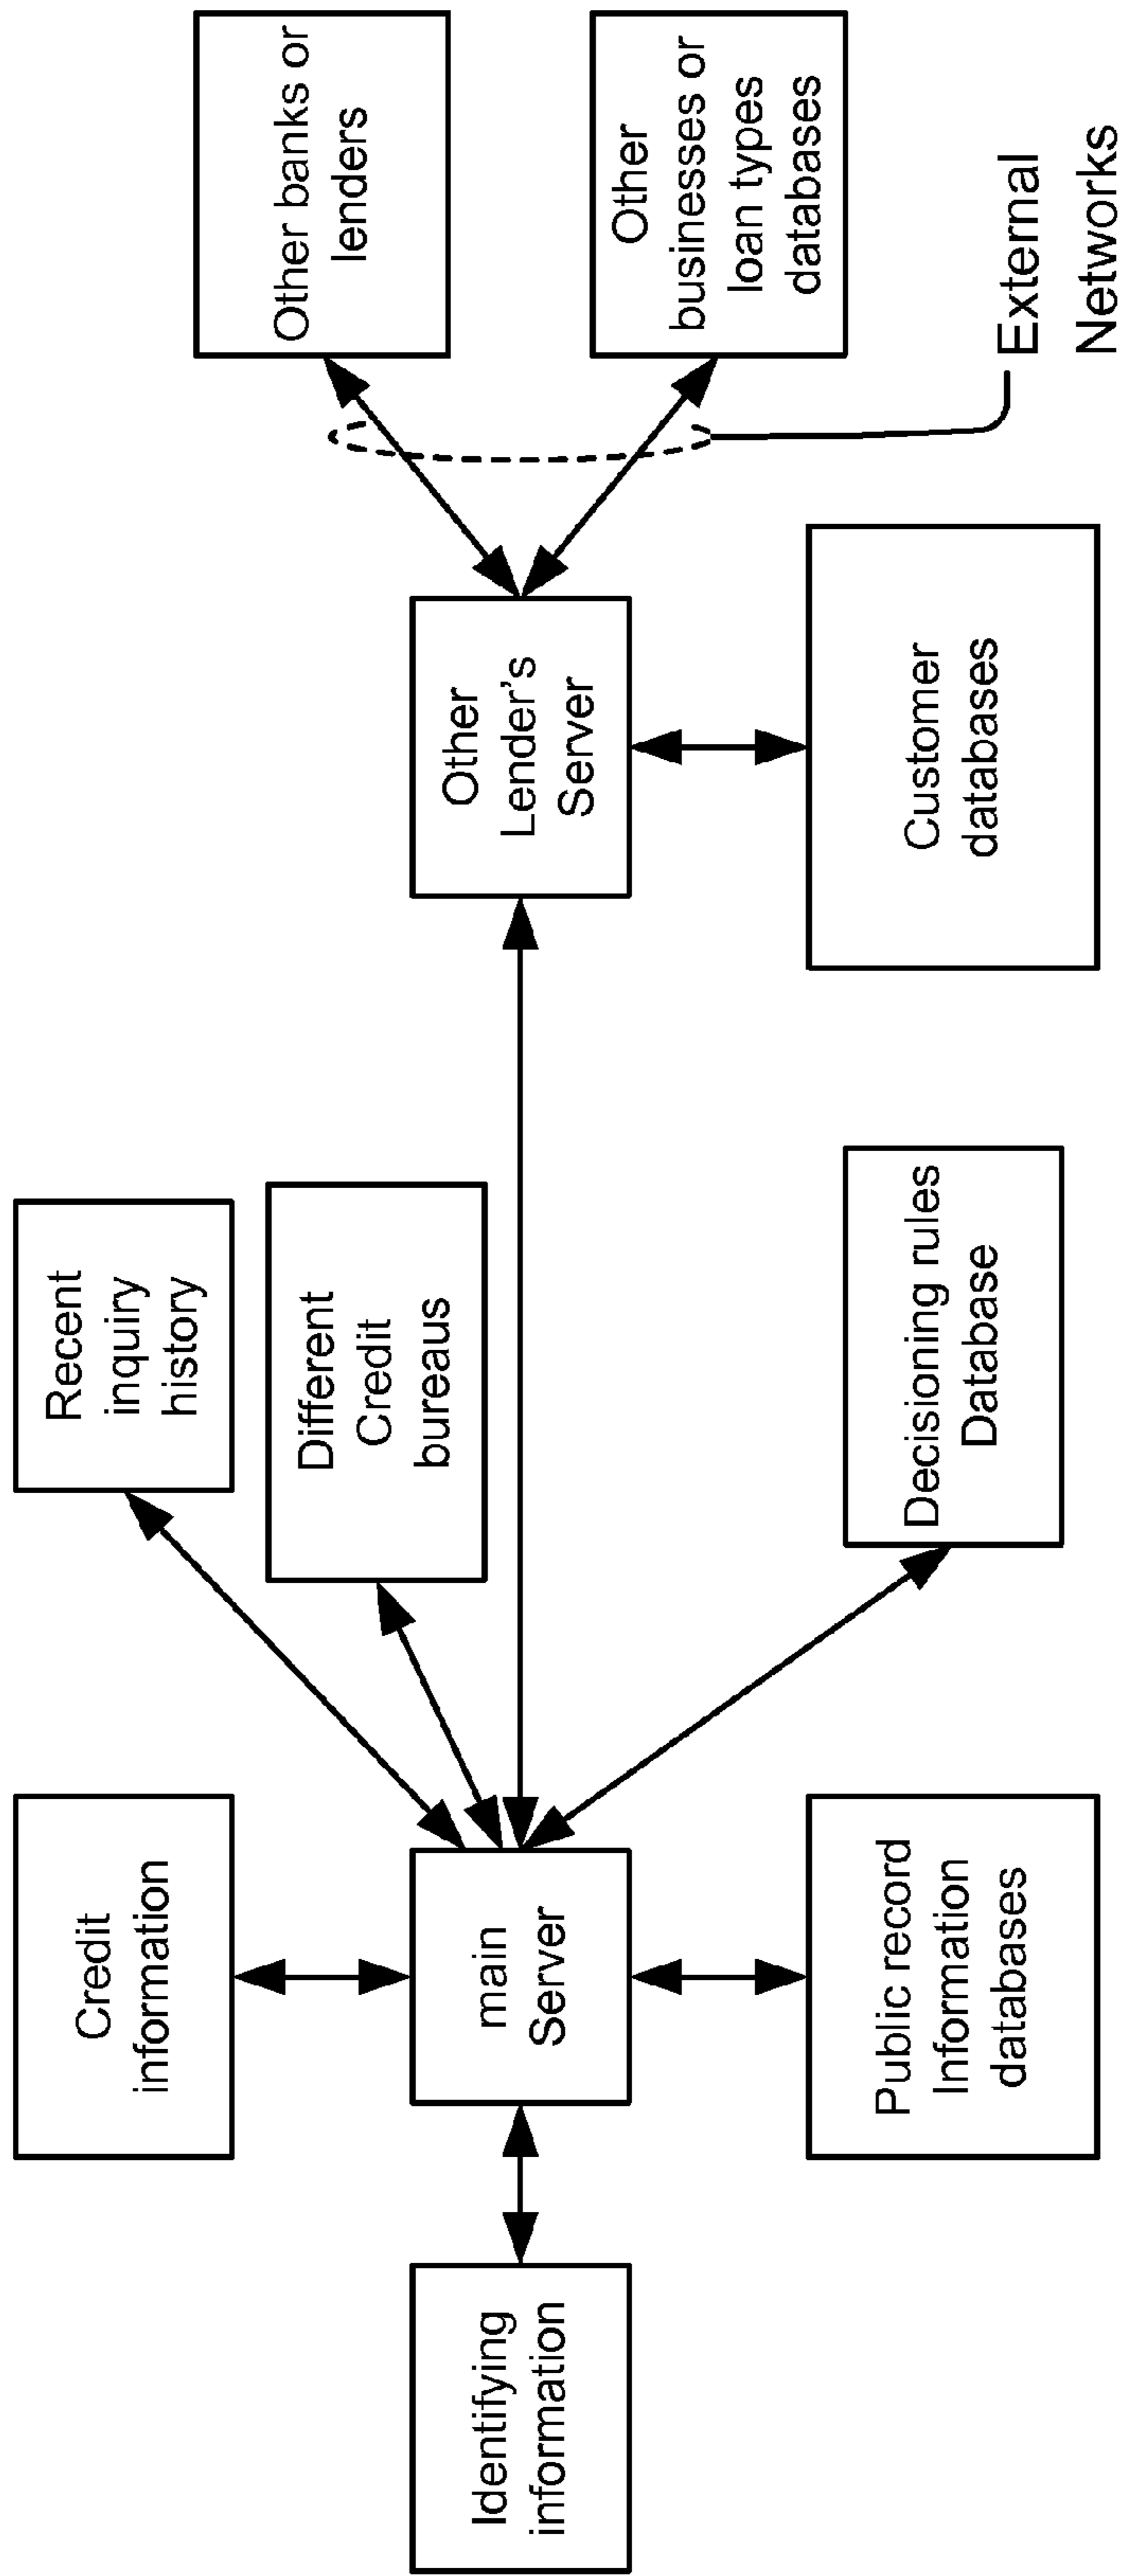 Credit
information
Recent
inquiry
history
Different
Credit
bureaus
Identifying
information
main
Server
Other
Lender's
Server
Other banks or
lenders
Other
businesses or
loan types
databases
Public record
Information
databases
Decisioning rules
Database
Customer
databases
External
Networks